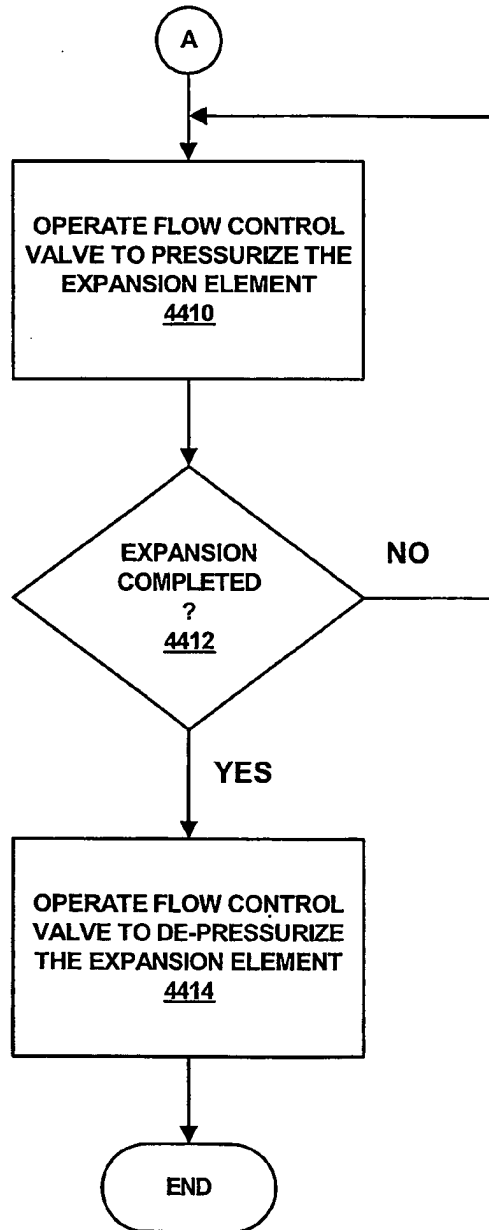 A
OPERATE FLOW CONTROL
VALVE TO PRESSURIZE THE
EXPANSION ELEMENT
4410
EXPANSION
COMPLETED
?
4412
NO
YES
OPERATE FLOW CONTROL
VALVE TO DE-PRESSURIZE
THE EXPANSION ELEMENT
4414
END